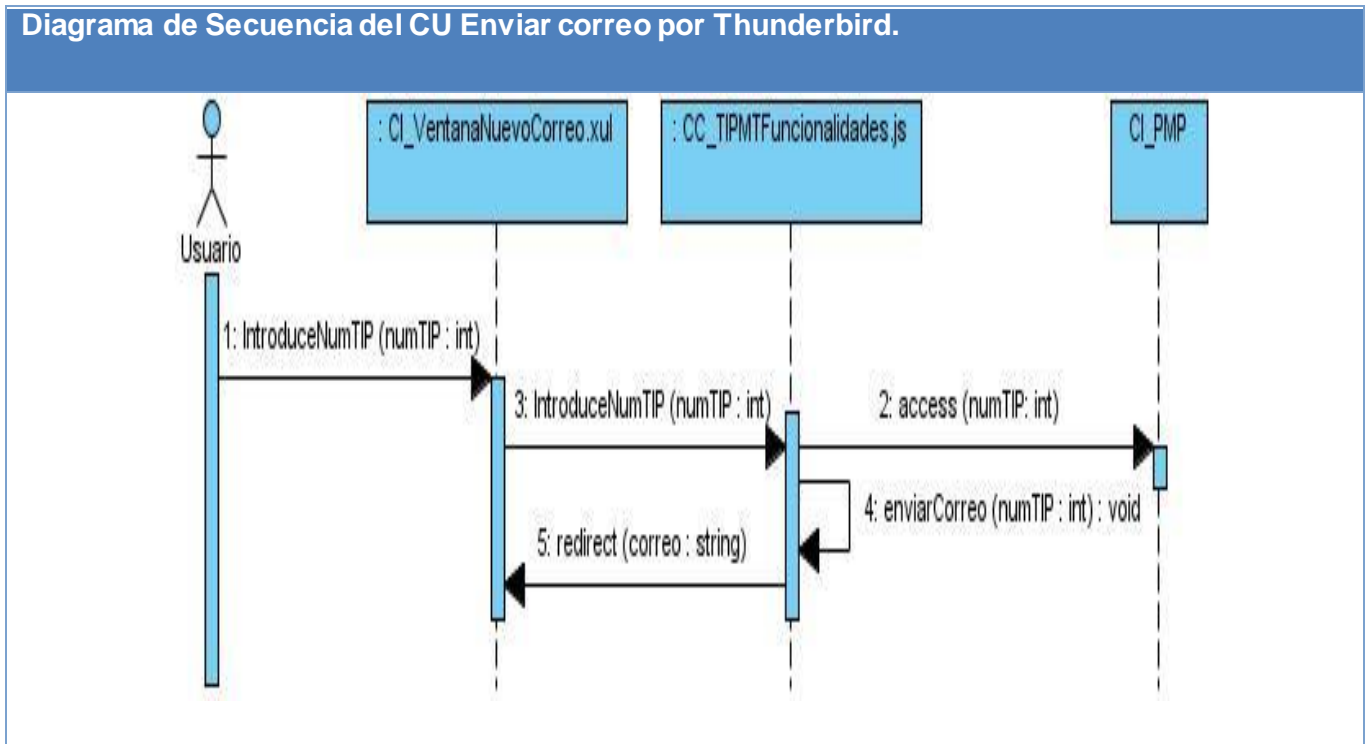 Diagrama de Secuencia del CU Enviar correo por Thunderbird.
: CI_VentanaNuevoCorreo.xul
: CC_TIPMTFuncionalidades.js
CI_PMP
Usuario
1: IntroduceNumTIP (numTIP : int)
3: IntroduceNumTIP (numTIP : int)
2: access (numTIP: int)
4: enviarCorreo (numTIP : int) : void
5: redirect (correo : string)